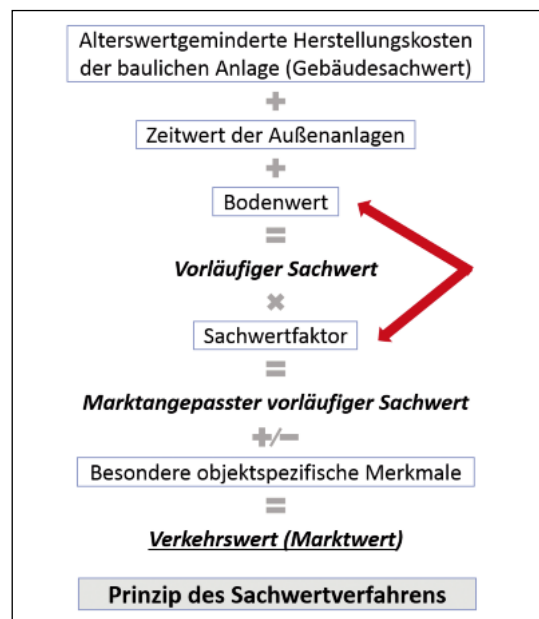 Alterswertgeminderte Herstellungskosten
der baulichen Anlage (Gebäudesachwert)
+
Zeitwert der Außenanlagen
+
Bodenwert
=
Vorläufiger Sachwert
×
Sachwertfaktor
=
Marktangepasster vorläufiger Sachwert
+/−
Besondere objektspezifische Merkmale
=
Verkehrswert (Marktwert)
Prinzip des Sachwertverfahrens